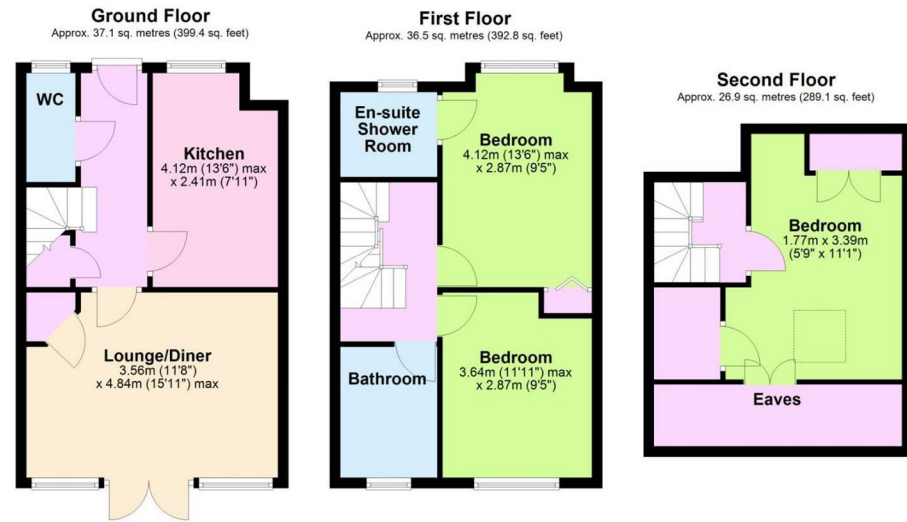 Ground Floor
Approx. 37.1 sq. metres (399.4 sq. feet)
WC
Kitchen
4.12m (13'6") max
x 2.41m (7'11")
Lounge/Diner
3.56m (11'8")
x 4.84m (15'11") max
First Floor
Approx. 36.5 sq. metres (392.8 sq. feet)
En-suite
Shower
Room
Bedroom
4.12m (13'6") max
x 2.87m (9'5")
Bathroom
Bedroom
3.64m (11'11") max
x 2.87m (9'5")
Second Floor
Approx. 26.9 sq. metres (289.1 sq. feet)
Bedroom
1.77m x 3.39m
(5'9" x 11'1")
Eaves